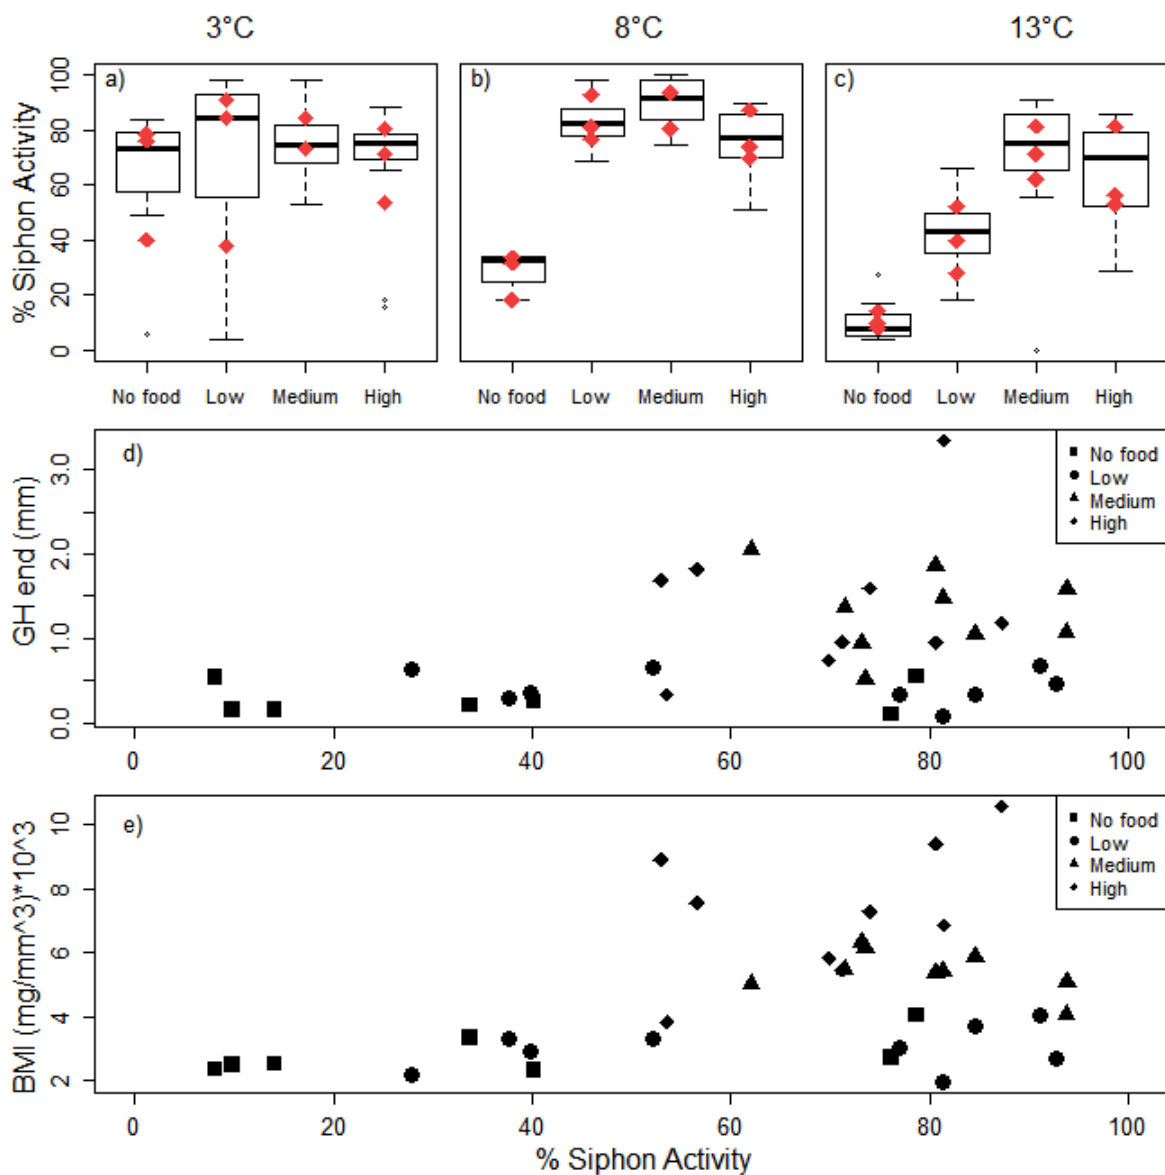 3°C 8°C 13°C
a) b) c)
% Siphon Activity
100
80
60
40
20
0
No food Low Medium High No food Low Medium High No food Low Medium High
d)
GH end (mm)
3.0
2.0
1.0
0.0
No food
Low
Medium
High
0 20 40 60 80 100
e)
BMI (mg/mm^3)*10^3
10
8
6
4
2
No food
Low
Medium
High
0 20 40 60 80 100
% Siphon Activity